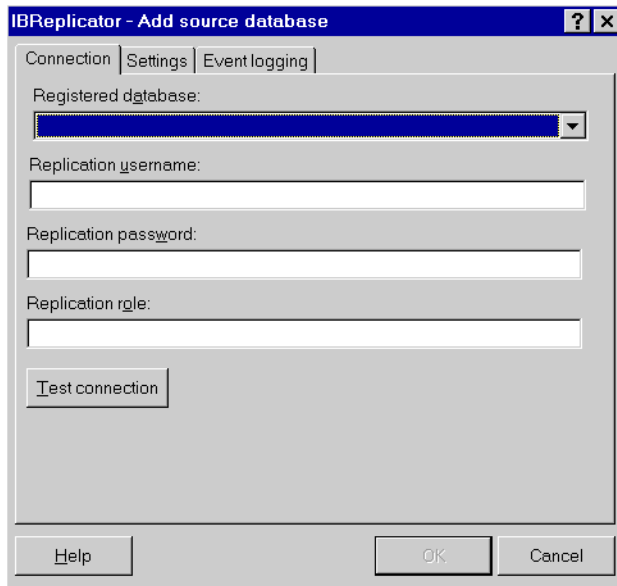 IBReplicator - Add source database
Connection Settings Event logging
Registered database:
Replication username:
Replication password:
Replication role:
Test connection
Help OK Cancel